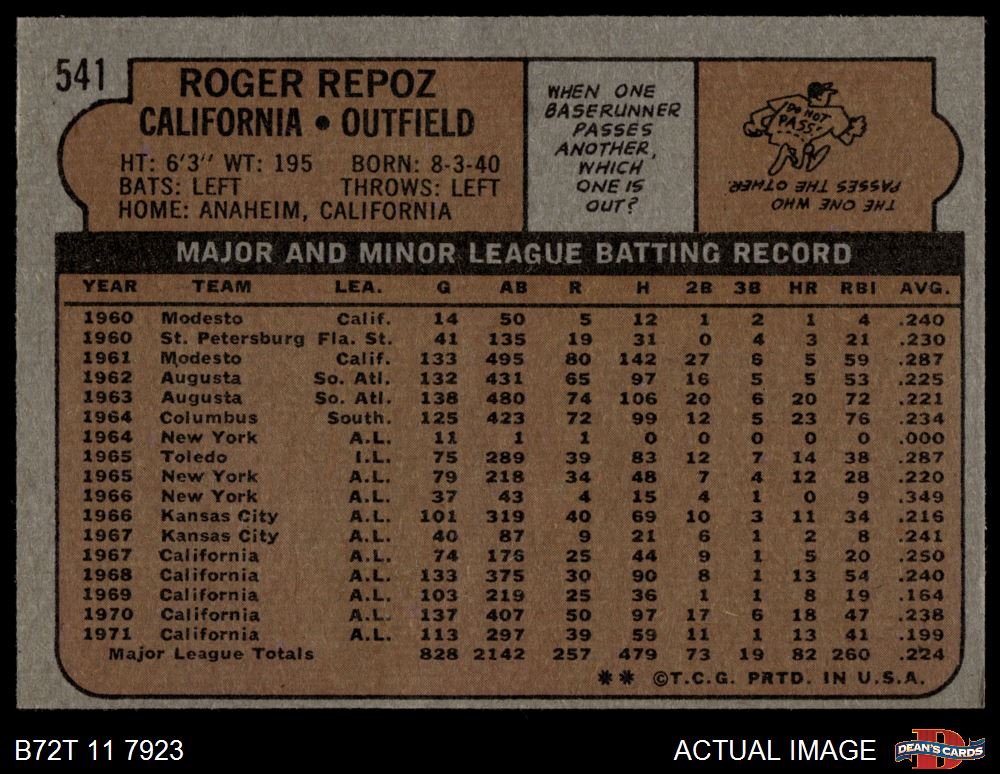 541
ROGER REPOZ
CALIFORNIA • OUTFIELD
HT: 6'3" WT: 195 BORN: 8-3-40
BATS: LEFT THROWS: LEFT
HOME: ANAHEIM, CALIFORNIA
WHEN ONE
BASERUNNER
PASSES
ANOTHER,
WHICH
ONE IS
OUT?
DO NOT
PASS!
THE ONE WHO
PASSES THE OTHER.
MAJOR AND MINOR LEAGUE BATTING RECORD
YEAR TEAM LEA. G AB R H 2B 3B HR RBI AVG.
1960 Modesto Calif. 14 50 5 12 1 2 1 4 .240
1960 St. Petersburg Fla. St. 41 135 19 31 0 4 3 21 .230
1961 Modesto Calif. 133 495 80 142 27 6 5 59 .287
1962 Augusta So. Atl. 132 431 65 97 16 5 5 53 .225
1963 Augusta So. Atl. 138 480 74 106 20 6 20 72 .221
1964 Columbus South. 125 423 72 99 12 5 23 76 .234
1964 New York A.L. 11 1 1 0 0 0 0 0 .000
1965 Toledo I.L. 75 289 39 83 12 7 14 38 .287
1965 New York A.L. 79 218 34 48 7 4 12 28 .220
1966 New York A.L. 37 43 4 15 4 1 0 9 .349
1966 Kansas City A.L. 101 319 40 69 10 3 11 34 .216
1967 Kansas City A.L. 40 87 9 21 6 1 2 8 .241
1967 California A.L. 74 176 25 44 9 1 5 20 .250
1968 California A.L. 133 375 30 90 8 1 13 54 .240
1969 California A.L. 103 219 25 36 1 1 8 19 .164
1970 California A.L. 137 407 50 97 17 6 18 47 .238
1971 California A.L. 113 297 39 59 11 1 13 41 .199
Major League Totals 828 2142 257 479 73 19 82 260 .224
** ©T.C.G. PRTD. IN U.S.A.
B72T 11 7923
ACTUAL IMAGE
D
DEAN'S CARDS